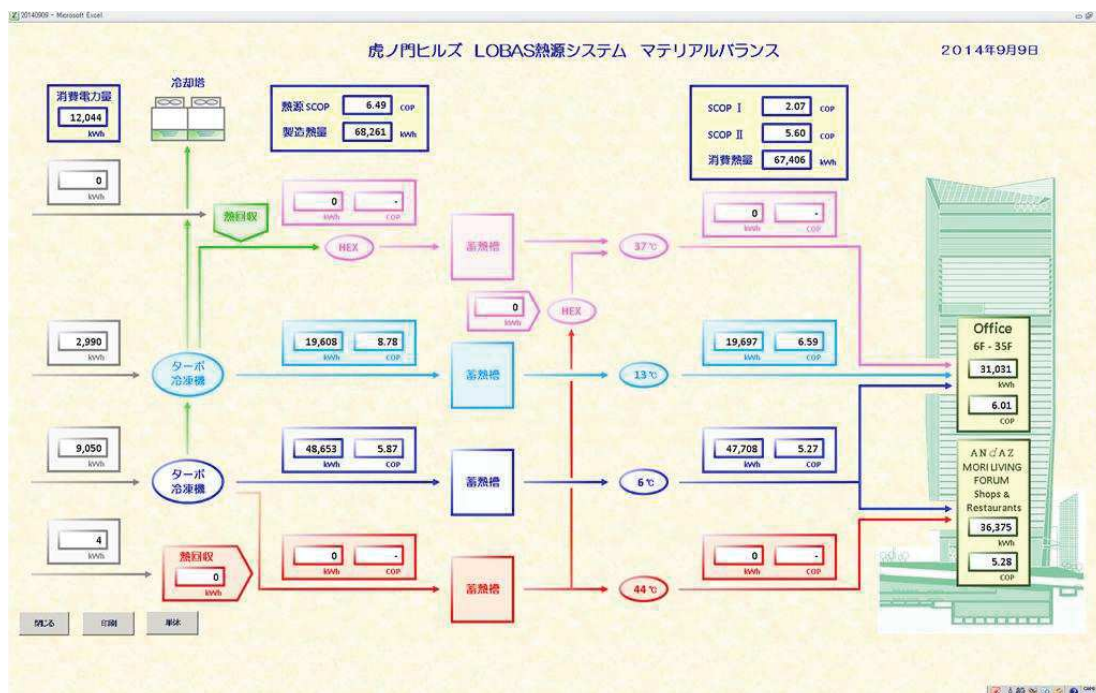 20140909 - Microsoft Excel
虎ノ門ヒルズ LOBAS熱源システム マテリアルバランス
2014年9月9日
消費電力量
12,044
kWh
冷却塔
熱源SCOP 6.49 COP
製造熱量 68,261 kWh
SCOP Ⅰ 2.07 COP
SCOP Ⅱ 5.60 COP
消費熱量 67,406 kWh
0
kWh
熱回収
0 -
kWh COP
HEX
蓄熱槽
37℃
0 -
kWh COP
0
kWh
HEX
2,990
kWh
ターボ
冷凍機
19,608 8.78
kWh COP
蓄熱槽
13℃
19,697 6.59
kWh COP
Office
6F - 35F
31,031
kWh
6.01
COP
9,050
kWh
ターボ
冷凍機
48,653 5.87
kWh COP
蓄熱槽
6℃
47,708 5.27
kWh COP
ANdAZ
MORI LIVING
FORUM
Shops &
Restaurants
36,375
kWh
5.28
COP
4
kWh
熱回収
0
kWh
0 -
kWh COP
蓄熱槽
44℃
0 -
kWh COP
閉じる 印刷 単体